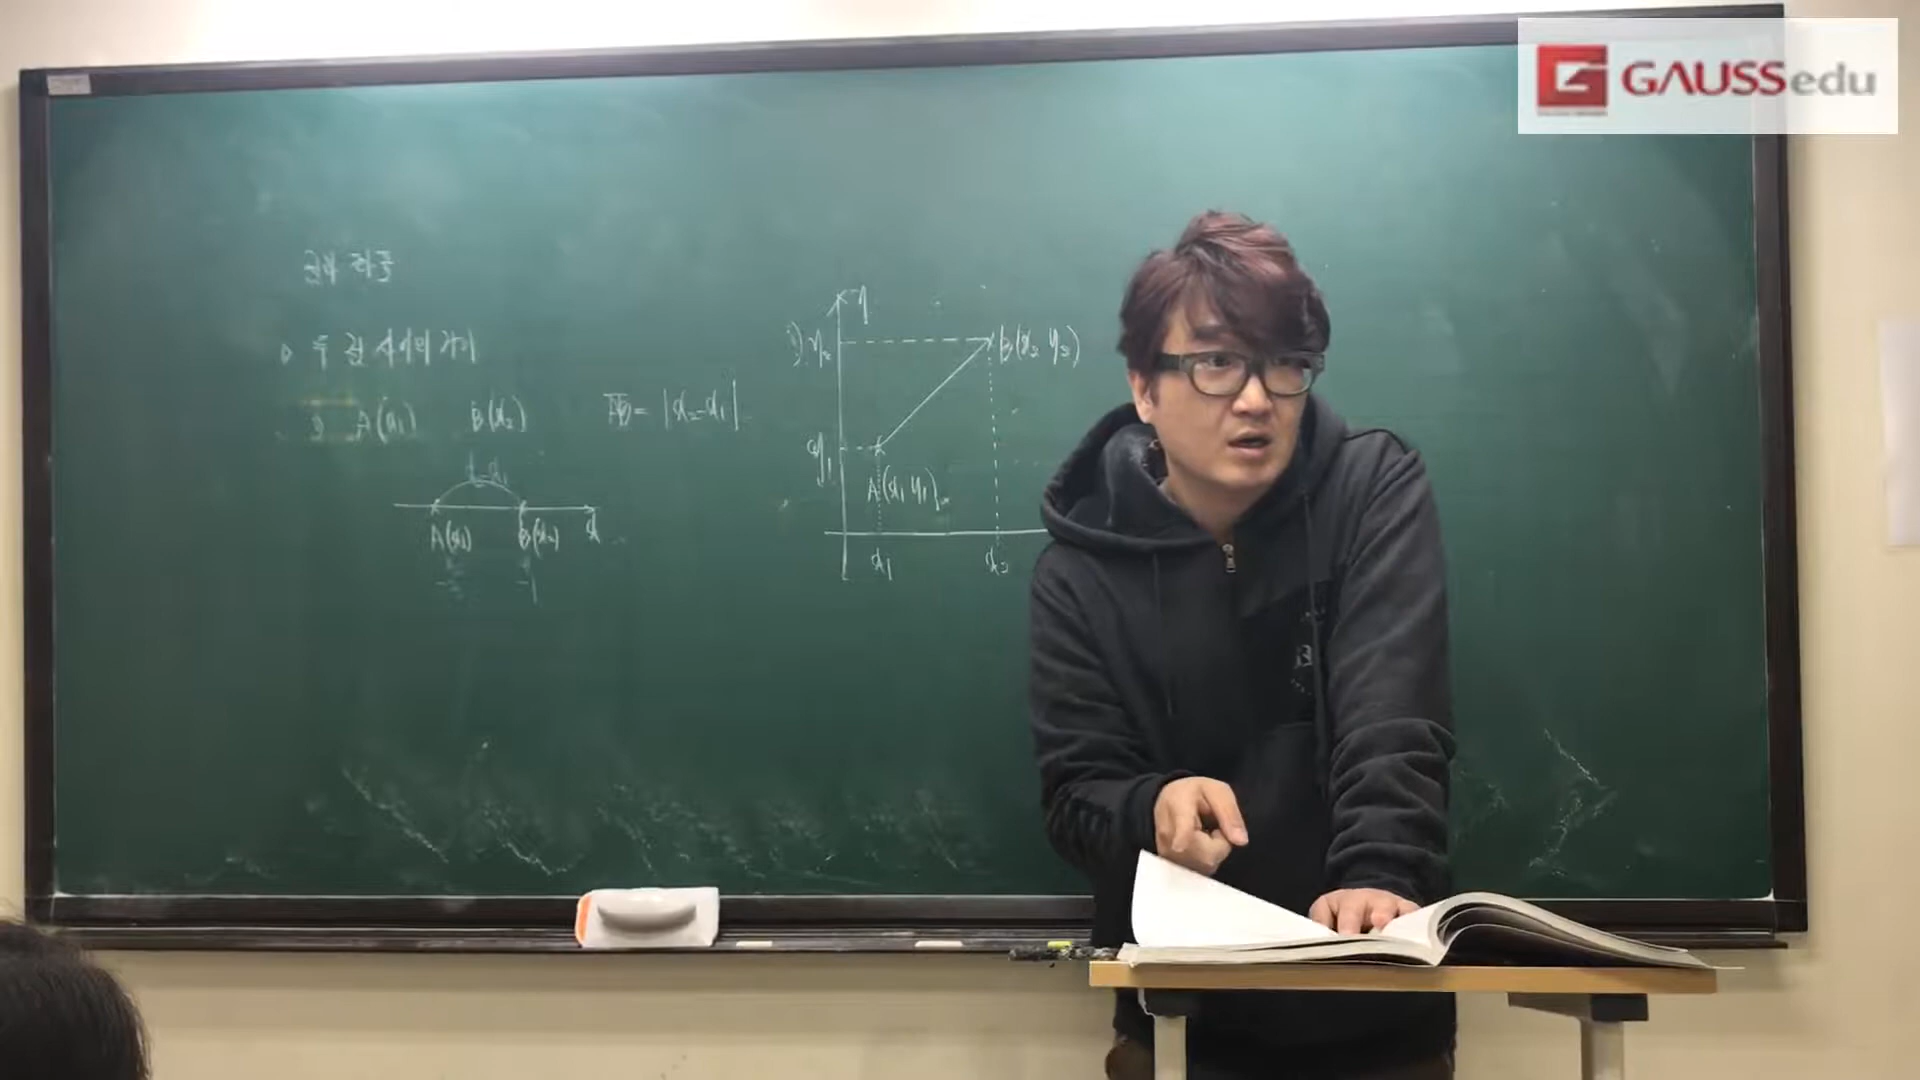 GAUSSedu
평면 좌표
두 점 사이의 거리
A(x₁) B(x₂) AB = |x₂-x₁|
A(x₁) B(x₂) x
y
y₂ B(x₂ y₂)
y₁
A(x₁ y₁)
x₁ x₂